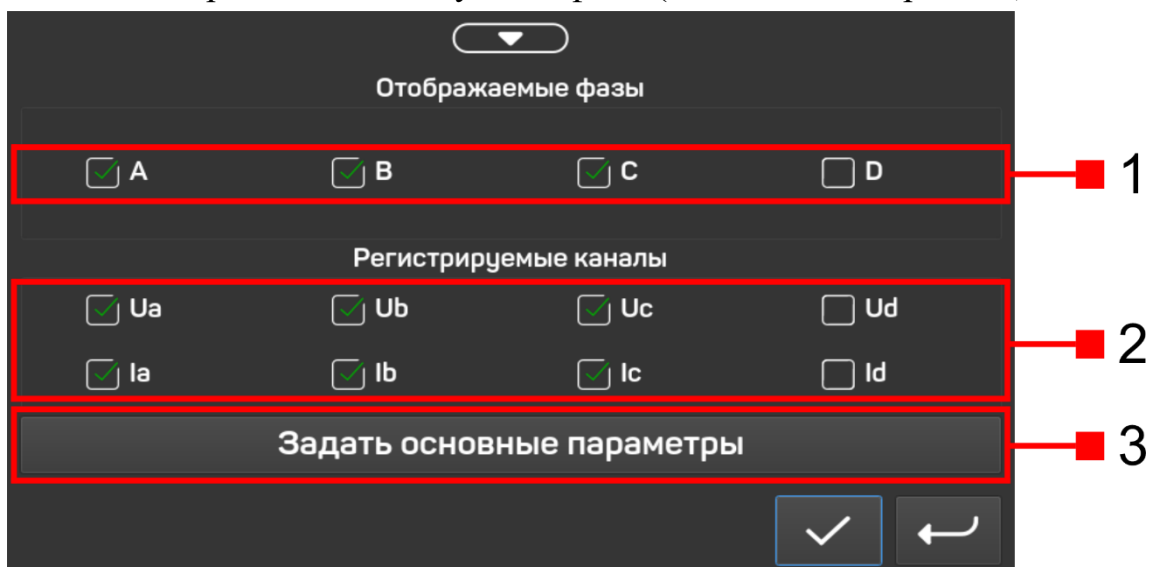 Отображаемые фазы
A B C D 1
Регистрируемые каналы
Ua Ub Uc Ud
2
Ia Ib Ic Id
Задать основные параметры 3